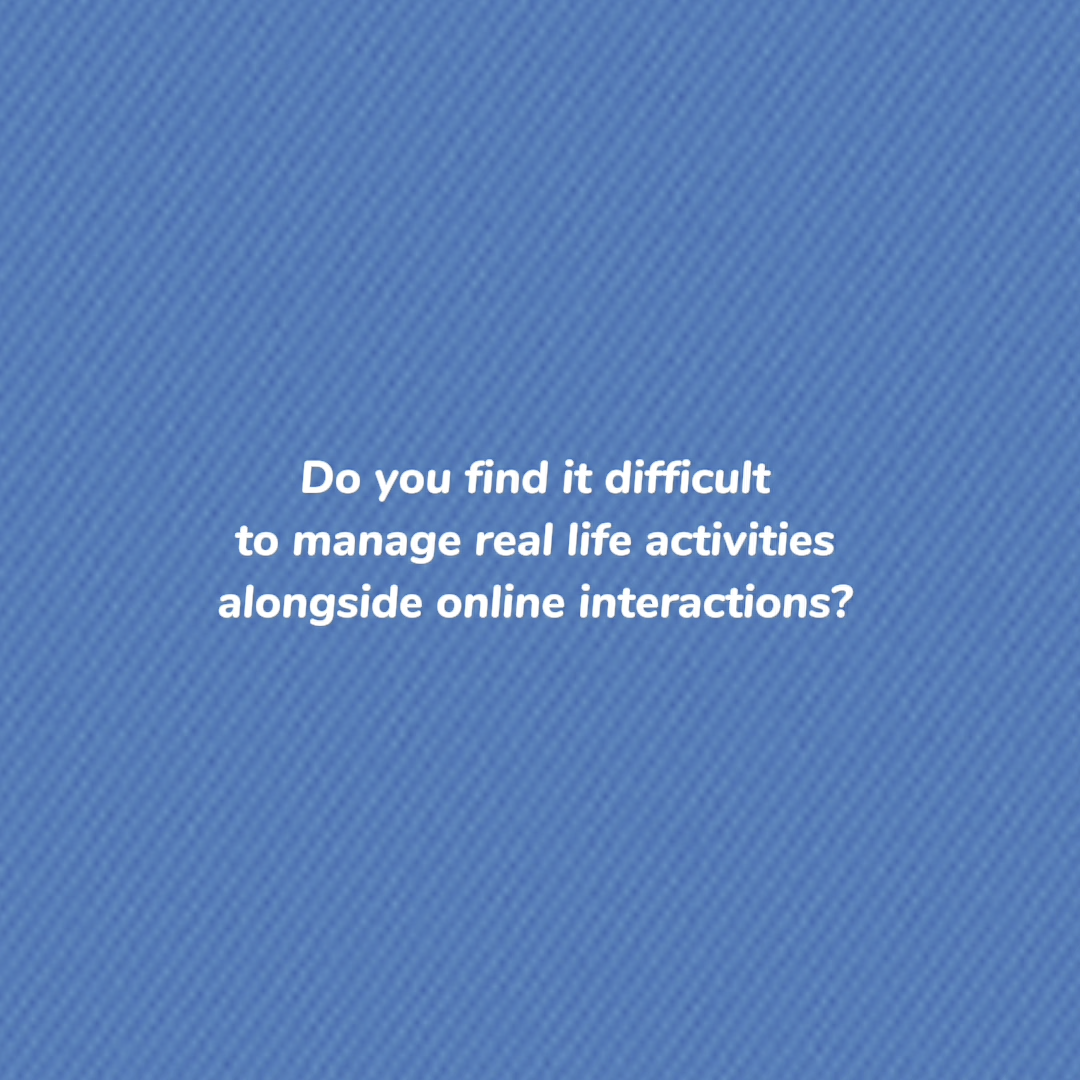 Do you find it difficult
to manage real life activities
alongside online interactions?